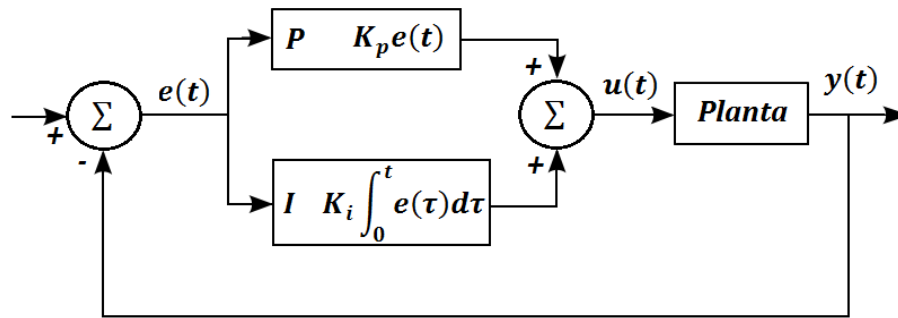 P K_p e(t)
+
e(t)
u(t)
y(t)
Σ
Σ
Planta
+
-
+
I K_i ∫_0^t e(τ)dτ